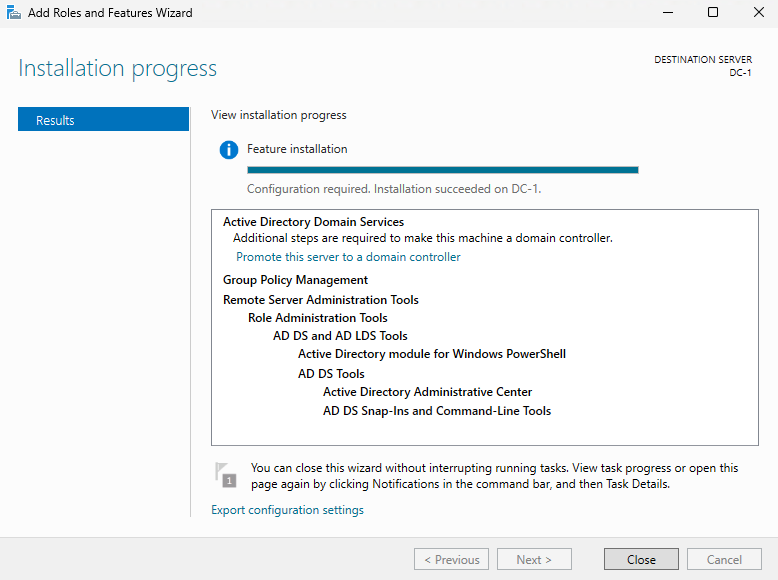 Add Roles and Features Wizard
Installation progress
DESTINATION SERVER
DC-1
Results
View installation progress
Feature installation
Configuration required. Installation succeeded on DC-1.
Active Directory Domain Services
Additional steps are required to make this machine a domain controller.
Promote this server to a domain controller
Group Policy Management
Remote Server Administration Tools
Role Administration Tools
AD DS and AD LDS Tools
Active Directory module for Windows PowerShell
AD DS Tools
Active Directory Administrative Center
AD DS Snap-Ins and Command-Line Tools
1
You can close this wizard without interrupting running tasks. View task progress or open this
page again by clicking Notifications in the command bar, and then Task Details.
Export configuration settings
< Previous
Next >
Close
Cancel